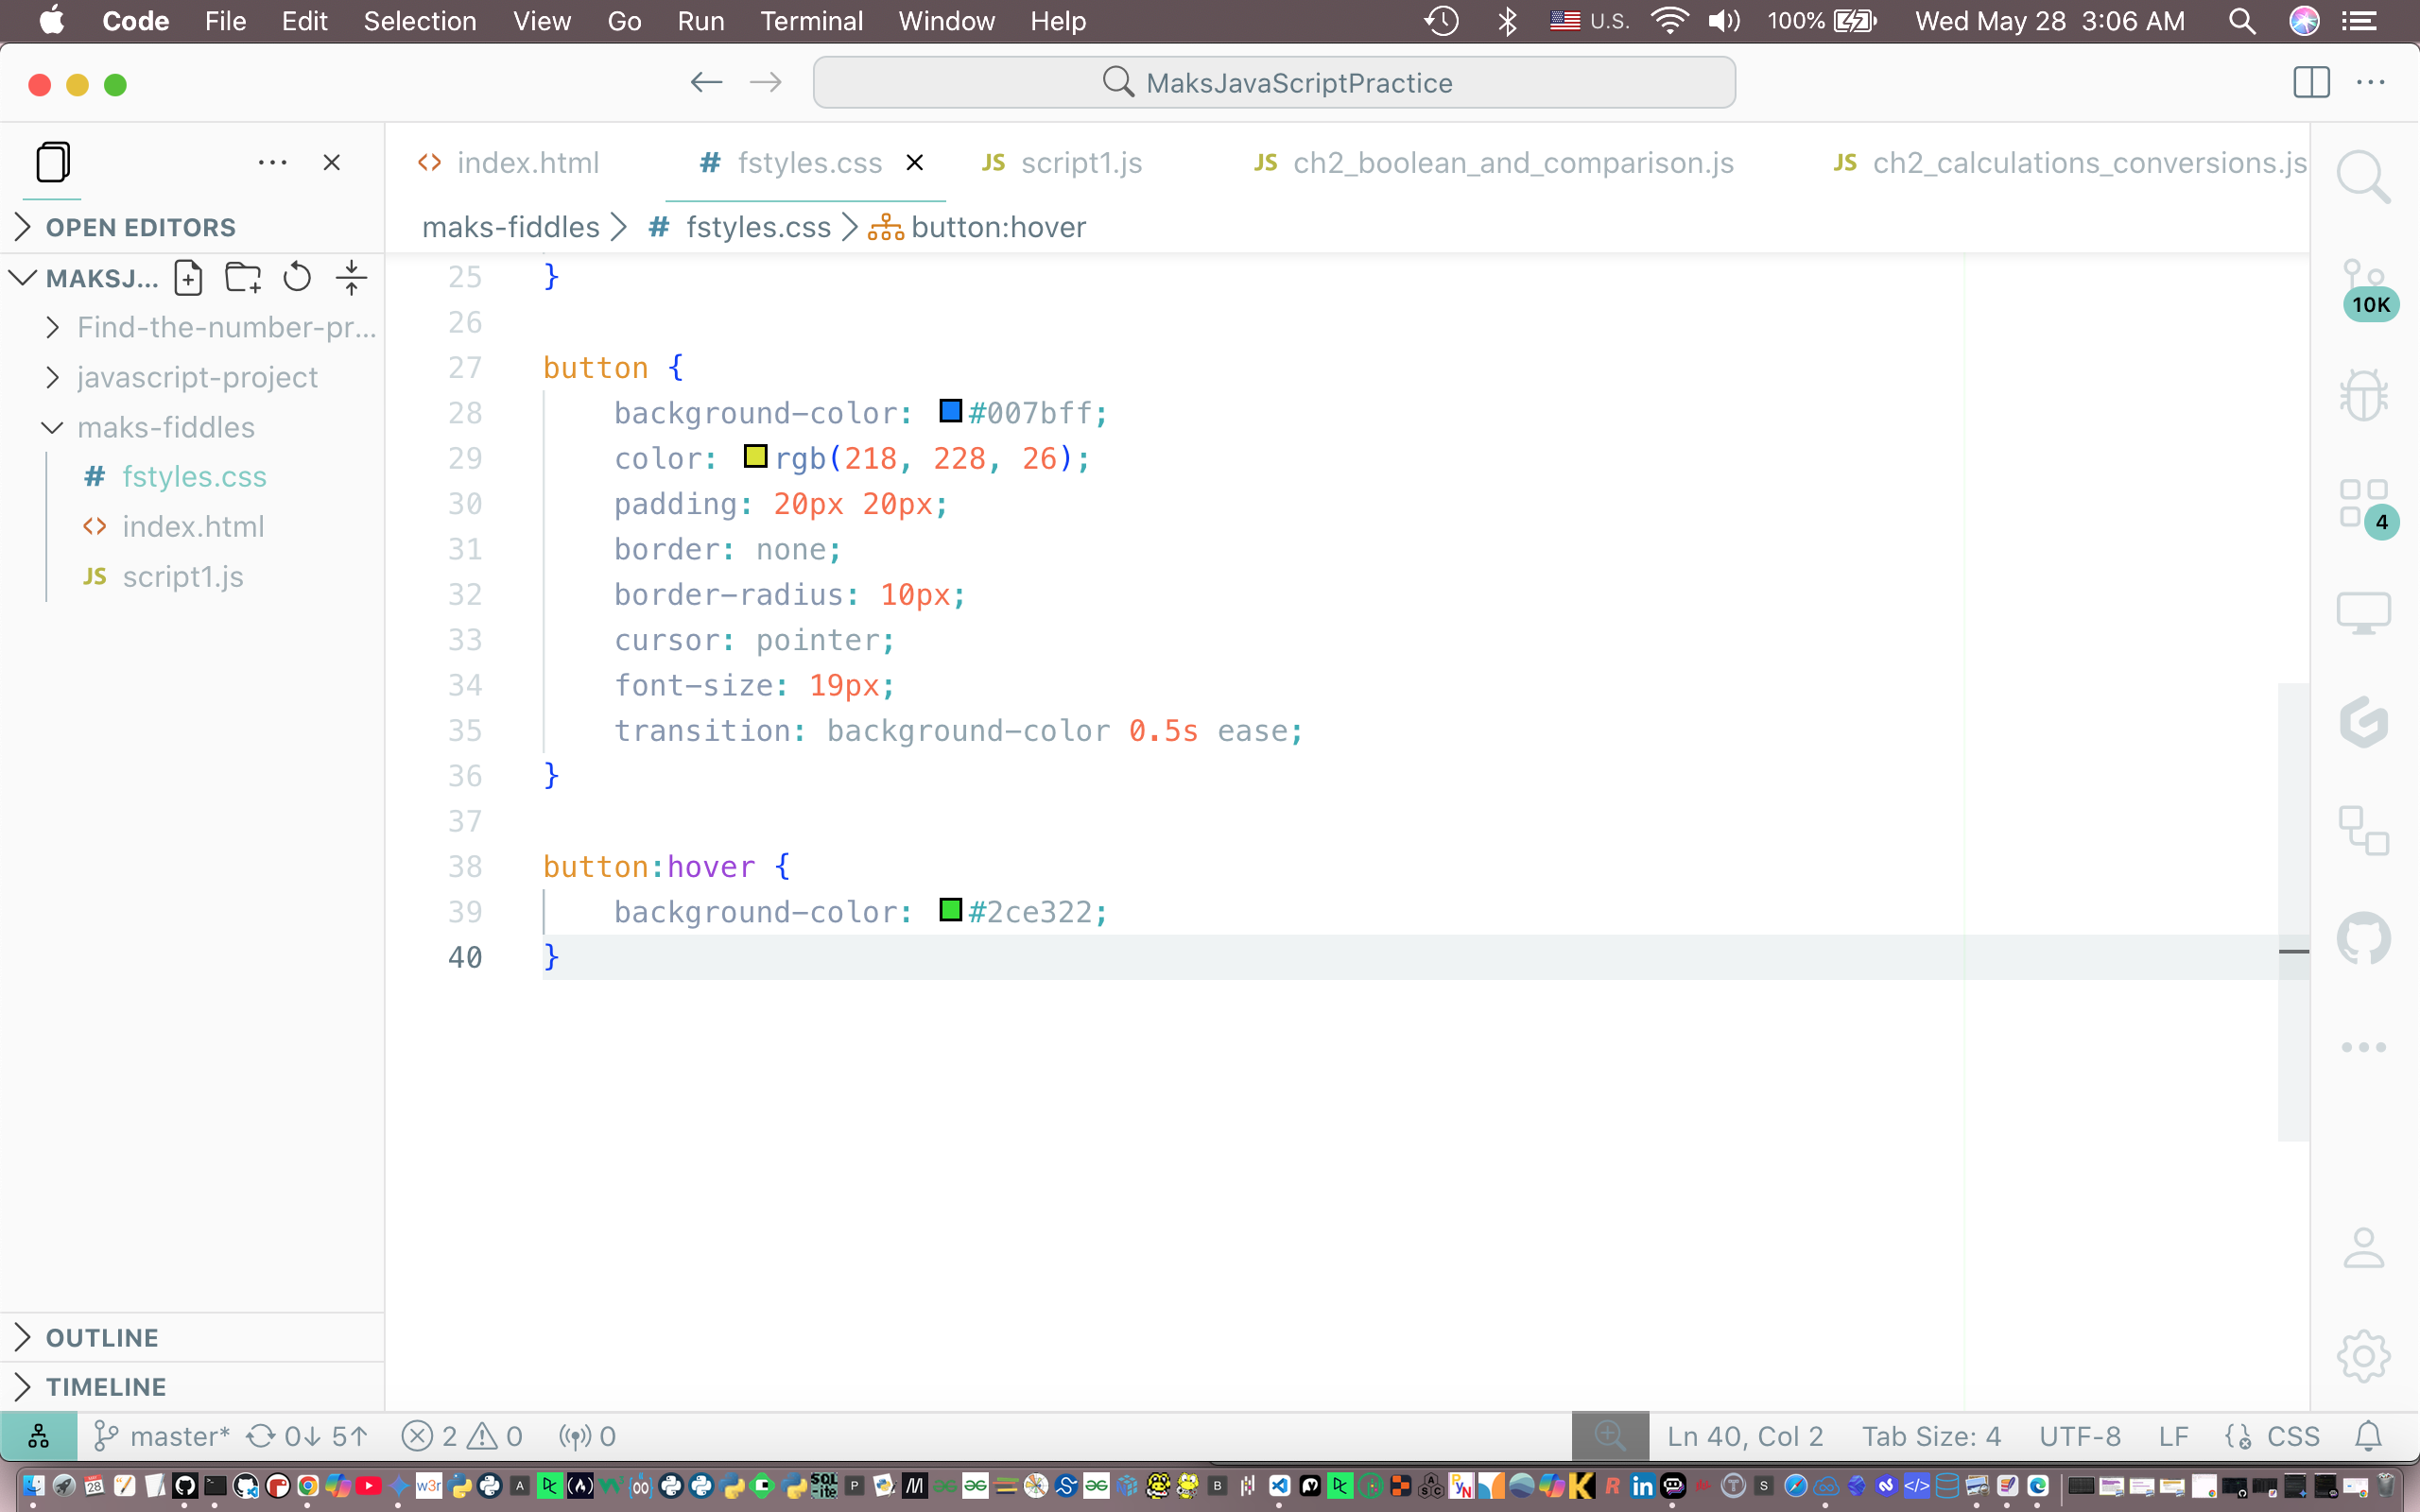 Code File Edit Selection View Go Run Terminal Window Help U.S. 100% Wed May 28 3:06 AM
MaksJavaScriptPractice
index.html # fstyles.css JS script1.js JS ch2_boolean_and_comparison.js JS ch2_calculations_conversions.js
OPEN EDITORS
maks-fiddles # fstyles.css button:hover
MAKSJ...
Find-the-number-pr...
javascript-project
maks-fiddles
# fstyles.css
<> index.html
JS script1.js
25 }
26
27 button {
28 background-color: #007bff;
29 color: rgb(218, 228, 26);
30 padding: 20px 20px;
31 border: none;
32 border-radius: 10px;
33 cursor: pointer;
34 font-size: 19px;
35 transition: background-color 0.5s ease;
36 }
37
38 button:hover {
39 background-color: #2ce322;
40 }
10K
4
OUTLINE
TIMELINE
master* 0↓ 5↑ 2 0 0 Ln 40, Col 2 Tab Size: 4 UTF-8 LF CSS